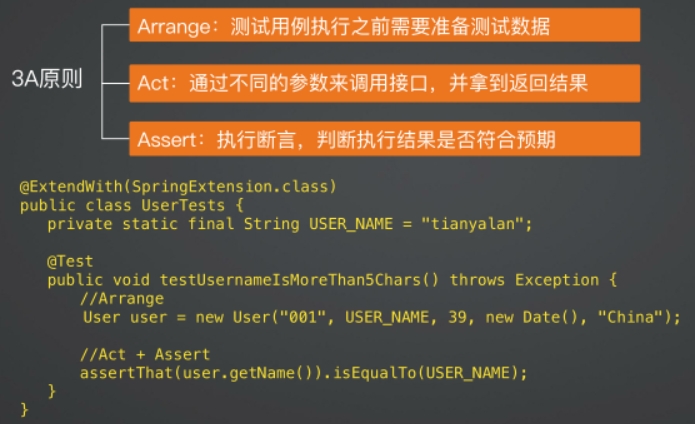 Arrange：测试用例执行之前需要准备测试数据
3A原则
Act：通过不同的参数来调用接口，并拿到返回结果
Assert：执行断言，判断执行结果是否符合预期
@ExtendWith(SpringExtension.class)
public class UserTests {
private static final String USER_NAME = "tianyalan";
@Test
public void testUsernameIsMoreThan5Chars() throws Exception {
//Arrange
User user = new User("001", USER_NAME, 39, new Date(), "China");
//Act + Assert
assertThat(user.getName()).isEqualTo(USER_NAME);
}
}